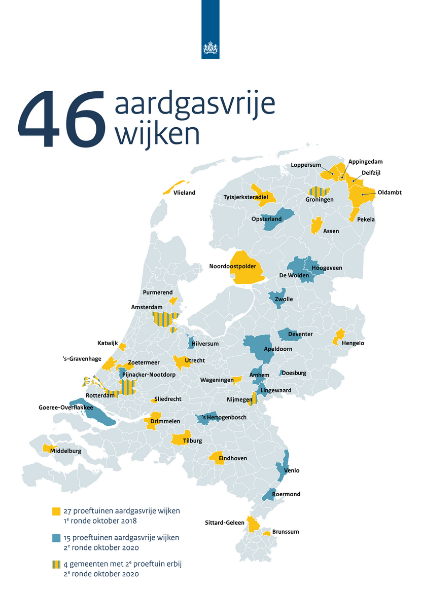 46 aardgasvrije
wijken
Appingedam
Loppersum
Delfzijl
Vlieland
Tytsjerksteradiel
Oldambt
Groningen
Opsterland
Pekela
Assen
Noordoostpolder
Hoogeveen
De Wolden
Purmerend
Zwolle
Amsterdam
Deventer
Katwijk
Hilversum
Hengelo
Apeldoorn
's-Gravenhage
Zoetermeer
Utrecht
Pijnacker-Nootdorp
Arnhem
Doesburg
Wageningen
Lingewaard
Rotterdam
Sliedrecht
Nijmegen
Goeree-Overflakkee
's Hertogenbosch
Drimmelen
Tilburg
Middelburg
Eindhoven
Venlo
Roermond
27 proeftuinen aardgasvrije wijken
1e ronde oktober 2018
Sittard-Geleen
Brunssum
15 proeftuinen aardgasvrije wijken
2e ronde oktober 2020
4 gemeenten met 2e proeftuin erbij
2e ronde oktober 2020